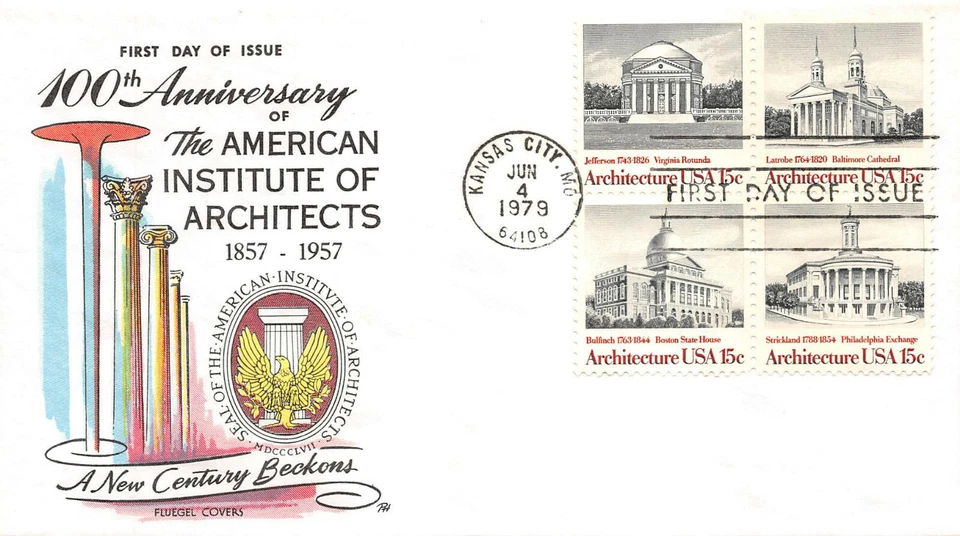 FIRST DAY OF ISSUE
100th Anniversary
OF
The AMERICAN
INSTITUTE OF
ARCHITECTS
1857 - 1957
SEAL·OF·THE·AMERICAN·INSTITVTE·OF·ARCHITECTS
MDCCCLVII
A New Century Beckons
FLUEGEL COVERS
RH
KANSAS CITY, MO
JUN
4
1979
64108
Jefferson 1743-1826 Virginia Rotunda
Architecture USA 15c
Latrobe 1764-1820 Baltimore Cathedral
Architecture USA 15c
FIRST DAY OF ISSUE
Bulfinch 1763-1844 Boston State House
Architecture USA 15c
Strickland 1788-1854 Philadelphia Exchange
Architecture USA 15c